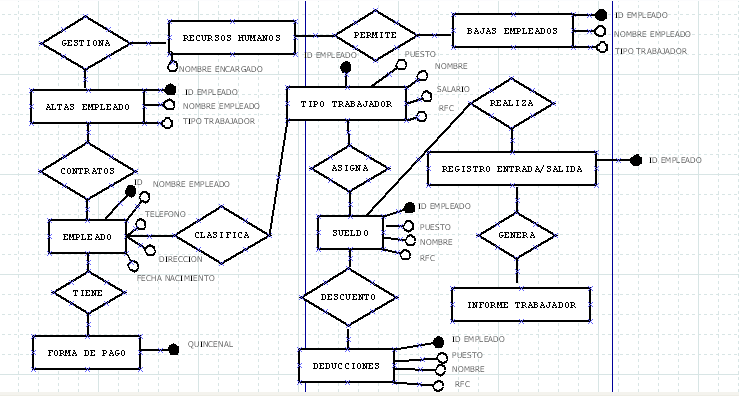 ID EMPLEADO
GESTIONA
RECURSOS HUMANOS
PERMITE
BAJAS EMPLEADOS
NOMBRE EMPLEADO
TIPO TRABAJADOR
NOMBRE ENCARGADO
ID EMPLEADO
PUESTO
NOMBRE
SALARIO
RFC
ALTAS EMPLEADO
ID EMPLEADO
NOMBRE EMPLEADO
TIPO TRABAJADOR
TIPO TRABAJADOR
REALIZA
CONTRATOS
ASIGNA
REGISTRO ENTRADA/SALIDA
ID EMPLEADO
ID
NOMBRE EMPLEADO
TELEFONO
EMPLEADO
DIRECCION
FECHA NACIMIENTO
CLASIFICA
SUELDO
ID EMPLEADO
PUESTO
NOMBRE
RFC
GENERA
TIENE
DESCUENTO
INFORME TRABAJADOR
FORMA DE PAGO
QUINCENAL
DEDUCCIONES
ID EMPLEADO
PUESTO
NOMBRE
RFC